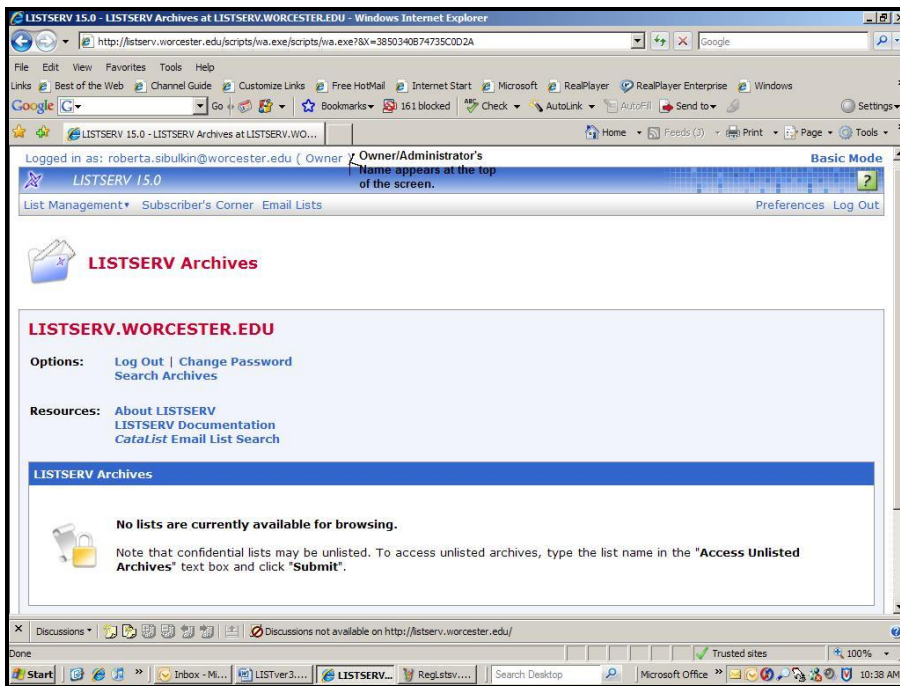 LISTSERV 15.0 - LISTSERV Archives at LISTSERV.WORCESTER.EDU - Windows Internet Explorer
http://listserv.worcester.edu/scripts/wa.exe/scripts/wa.exe?&X=3850340B74735C0D2A
Google
File Edit View Favorites Tools Help
Links Best of the Web Channel Guide Customize Links Free HotMail Internet Start Microsoft RealPlayer RealPlayer Enterprise Windows
Google G Go Bookmarks 161 blocked ABC Check AutoLink AutoFill Send to Settings
LISTSERV 15.0 - LISTSERV Archives at LISTSERV.WO... Home Feeds (J) Print Page Tools
Logged in as: roberta.sibulkin@worcester.edu ( Owner ) Basic Mode
Owner/Administrator's
Name appears at the top
of the screen.
LISTSERV 15.0 ?
List Management Subscriber's Corner Email Lists Preferences Log Out
LISTSERV Archives
LISTSERV.WORCESTER.EDU
Options: Log Out | Change Password
Search Archives
Resources: About LISTSERV
LISTSERV Documentation
CataList Email List Search
LISTSERV Archives
No lists are currently available for browsing.
Note that confidential lists may be unlisted. To access unlisted archives, type the list name in the "Access Unlisted
Archives" text box and click "Submit".
Discussions Discussions not available on http://listserv.worcester.edu/
Done Trusted sites 100%
Start Inbox - Mi... LISTver3.... LISTSERV... RegLstsv.... Search Desktop Microsoft Office 10:38 AM